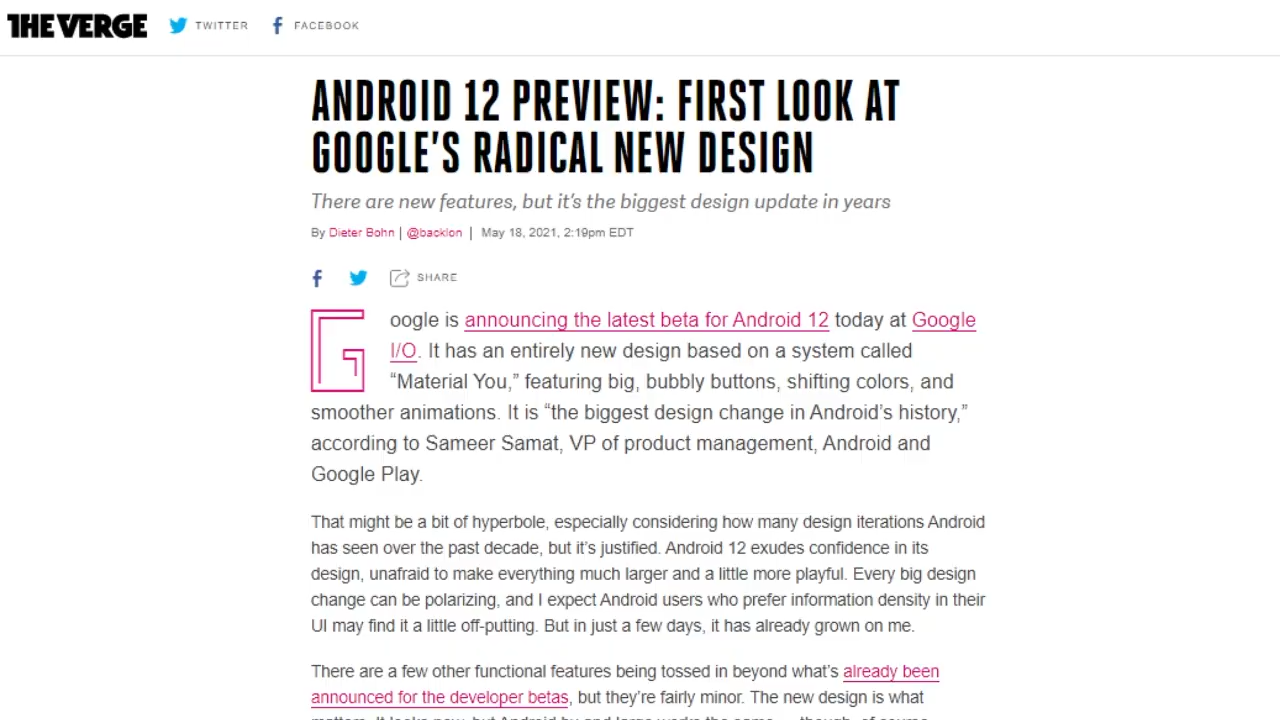 THE VERGE TWITTER FACEBOOK
ANDROID 12 PREVIEW: FIRST LOOK AT
GOOGLE'S RADICAL NEW DESIGN
There are new features, but it's the biggest design update in years
By Dieter Bohn | @backlon | May 18, 2021, 2:19pm EDT
SHARE
Google is announcing the latest beta for Android 12 today at Google
I/O. It has an entirely new design based on a system called
“Material You,” featuring big, bubbly buttons, shifting colors, and
smoother animations. It is “the biggest design change in Android’s history,”
according to Sameer Samat, VP of product management, Android and
Google Play.
That might be a bit of hyperbole, especially considering how many design iterations Android
has seen over the past decade, but it’s justified. Android 12 exudes confidence in its
design, unafraid to make everything much larger and a little more playful. Every big design
change can be polarizing, and I expect Android users who prefer information density in their
UI may find it a little off-putting. But in just a few days, it has already grown on me.
There are a few other functional features being tossed in beyond what’s already been
announced for the developer betas, but they’re fairly minor. The new design is what